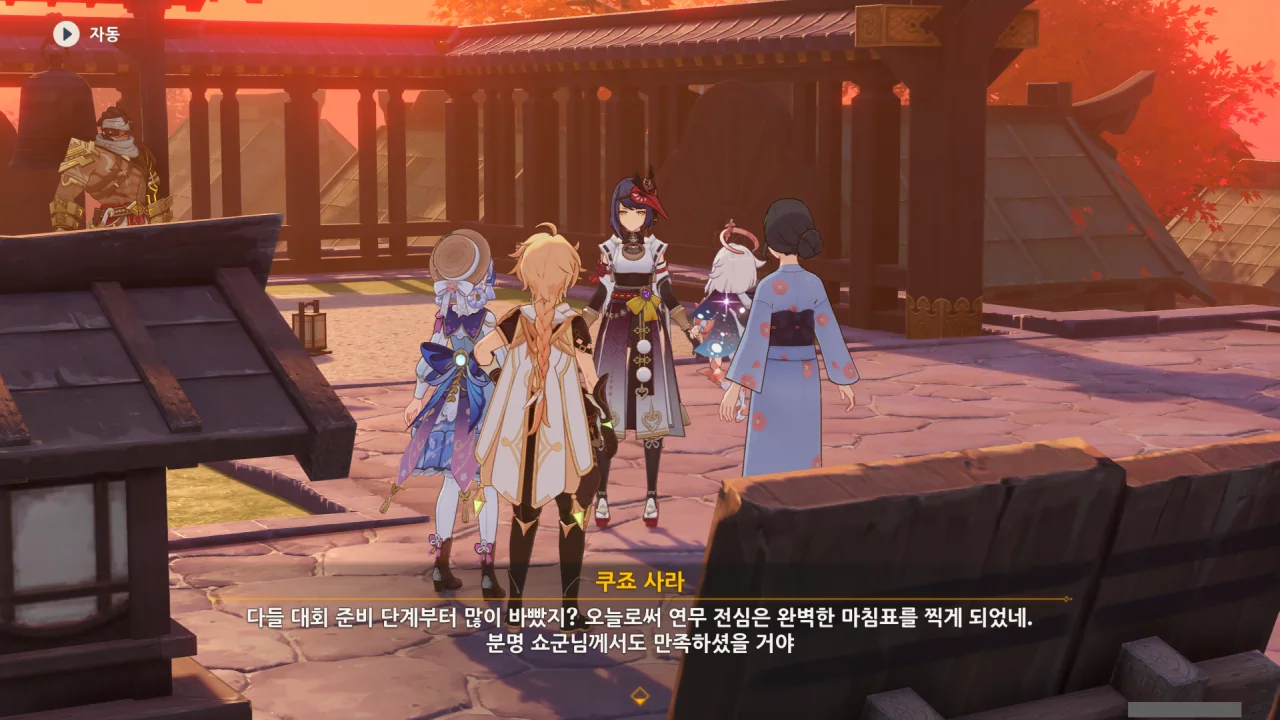 자동
쿠죠 사라
다들 대회 준비 단계부터 많이 바빴지? 오늘로써 연무 전심은 완벽한 마침표를 찍게 되었네.
분명 쇼군님께서도 만족하셨을 거야